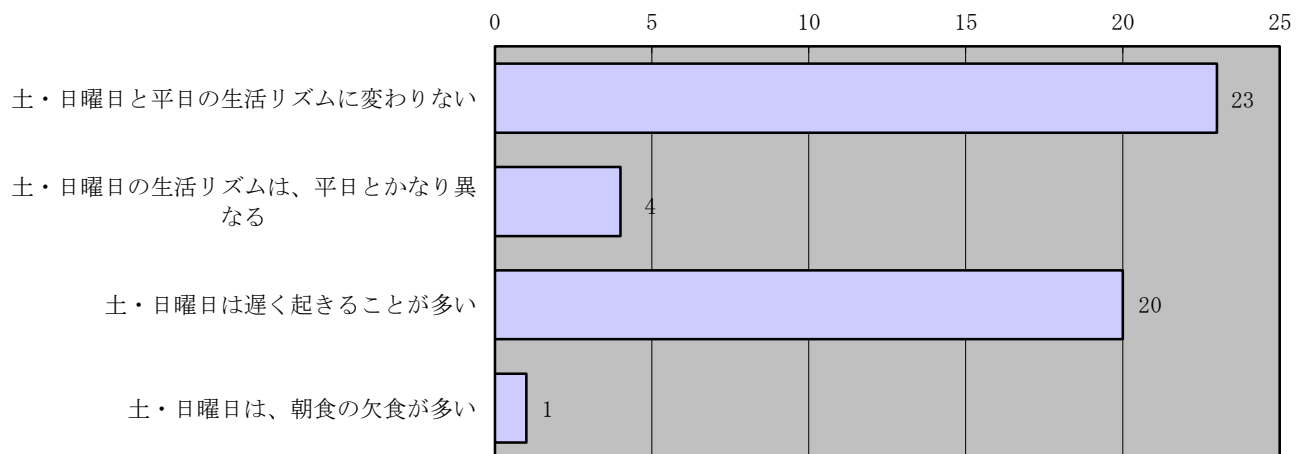 0 5 10 15 20 25
土・日曜日と平日の生活リズムに変わりない
23
土・日曜日の生活リズムは、平日とかなり異
なる
4
土・日曜日は遅く起きることが多い
20
土・日曜日は、朝食の欠食が多い
1